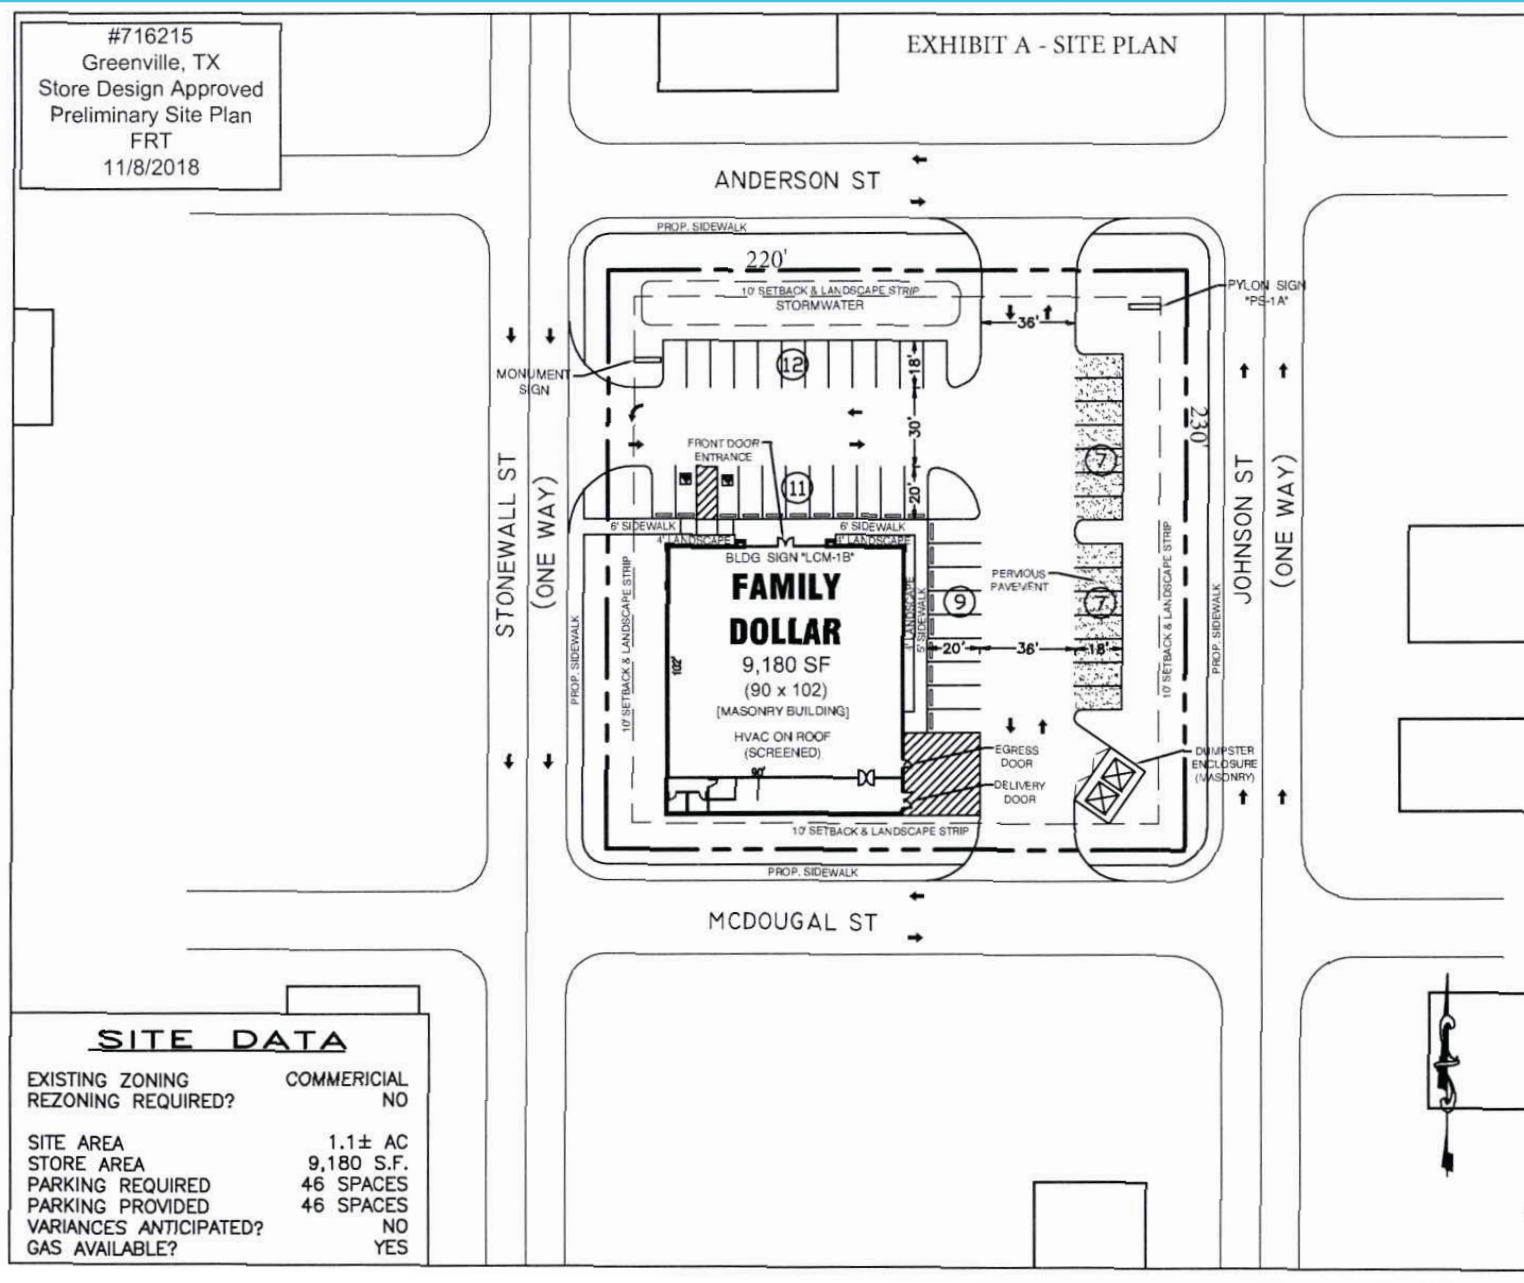 #716215
Greenville, TX
Store Design Approved
Preliminary Site Plan
FRT
11/8/2018
EXHIBIT A - SITE PLAN
ANDERSON ST
PROP. SIDEWALK
220'
10' SETBACK & LANDSCAPE STRIP
STORMWATER
PYLON SIGN
"PS-1A"
36'
12
18'
MONUMENT
SIGN
230'
30'
FRONT DOOR
ENTRANCE
7
11
20'
STONEWALL ST
(ONE WAY)
JOHNSON ST
(ONE WAY)
6' SIDEWALK
6' SIDEWALK
4' LANDSCAPE
4' LANDSCAPE
BLDG SIGN "LCM-1B"
FAMILY
DOLLAR
9,180 SF
(90 x 102)
[MASONRY BUILDING]
HVAC ON ROOF
(SCREENED)
102'
90'
4' LANDSCAPE
5' SIDEWALK
9
PERVIOUS
PAVEMENT
7
20'
36'
18'
PROP. SIDEWALK
10' SETBACK & LANDSCAPE STRIP
10' SETBACK & LANDSCAPE STRIP
PROP. SIDEWALK
EGRESS
DOOR
DELIVERY
DOOR
DUMPSTER
ENCLOSURE
(MASONRY)
10' SETBACK & LANDSCAPE STRIP
PROP. SIDEWALK
MCDOUGAL ST
SITE DATA
EXISTING ZONING COMMERICIAL
REZONING REQUIRED? NO
SITE AREA 1.1± AC
STORE AREA 9,180 S.F.
PARKING REQUIRED 46 SPACES
PARKING PROVIDED 46 SPACES
VARIANCES ANTICIPATED? NO
GAS AVAILABLE? YES